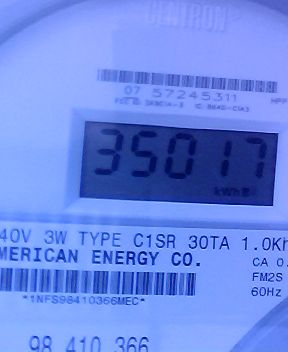 CENTRON
07 57245311
35017
kWh
40V 3W TYPE C1SR 30TA 1.0Kh
MERICAN ENERGY CO.
CA 0.
FM2S
60Hz
*1NFS98410366MEC*
98 410 366